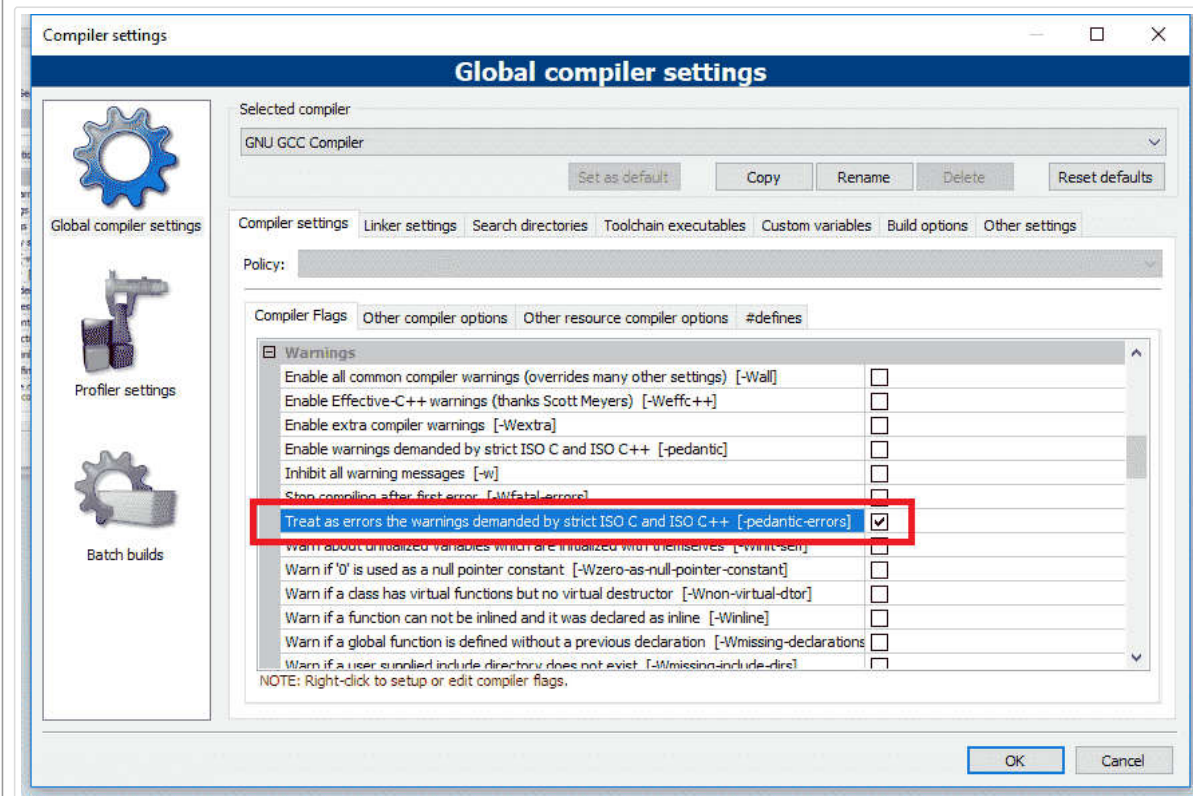 Compiler settings
Global compiler settings
Selected compiler
GNU GCC Compiler
Set as default Copy Rename Delete Reset defaults
Global compiler settings
Compiler settings Linker settings Search directories Toolchain executables Custom variables Build options Other settings
Policy:
Compiler Flags Other compiler options Other resource compiler options #defines
Warnings
Enable all common compiler warnings (overrides many other settings) [-Wall]
Enable Effective-C++ warnings (thanks Scott Meyers) [-Weffc++]
Enable extra compiler warnings [-Wextra]
Enable warnings demanded by strict ISO C and ISO C++ [-pedantic]
Inhibit all warning messages [-w]
Stop compiling after first error [-Wfatal-errors]
Treat as errors the warnings demanded by strict ISO C and ISO C++ [-pedantic-errors]
Warn about unitialized variables which are initialized with themselves [-Winit-self]
Warn if '0' is used as a null pointer constant [-Wzero-as-null-pointer-constant]
Warn if a class has virtual functions but no virtual destructor [-Wnon-virtual-dtor]
Warn if a function can not be inlined and it was declared as inline [-Winline]
Warn if a global function is defined without a previous declaration [-Wmissing-declarations
Warn if a user supplied include directory does not exist [-Wmissing-include-dirs]
NOTE: Right-click to setup or edit compiler flags.
Profiler settings
Batch builds
OK Cancel